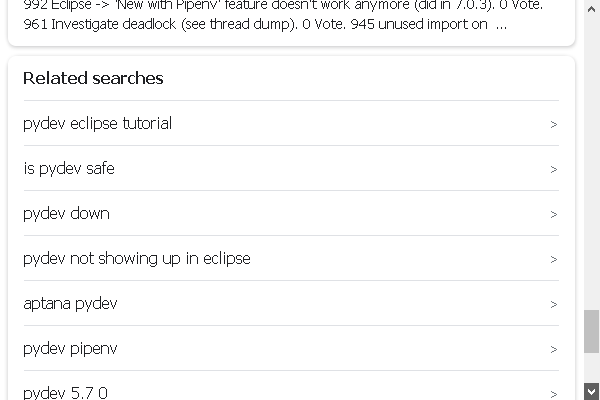 992 Eclipse -> 'New with Pipenv' feature doesn't work anymore (did in 7.0.3). 0 Vote.
961 Investigate deadlock (see thread dump). 0 Vote. 945 unused import on ...
Related searches
pydev eclipse tutorial >
is pydev safe >
pydev down >
pydev not showing up in eclipse >
aptana pydev >
pydev pipenv >
pydev 5.7 0 >